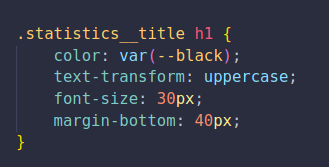 .statistics__title h1 {
    color: var(--black);
    text-transform: uppercase;
    font-size: 30px;
    margin-bottom: 40px;
}